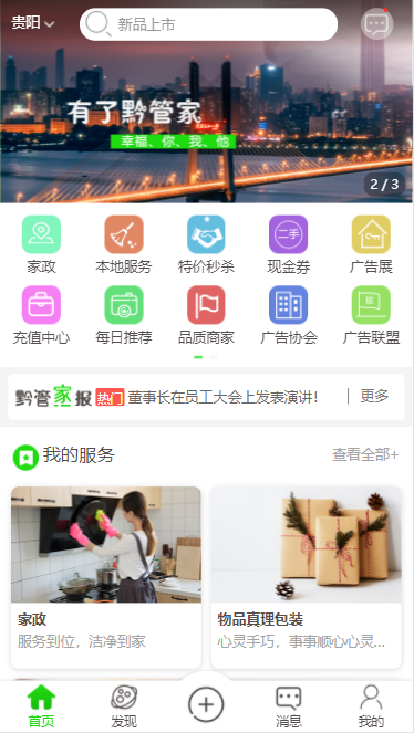 贵阳
新品上市
有了黔管家
幸福、你、我、他
2 / 3
家政
本地服务
特价秒杀
二手
现金券
广告展
充值中心
每日推荐
品质商家
广告协会
租
广告联盟
黔管家报
热门
董事长在员工大会上发表演讲!
更多
我的服务
查看全部+
家政
服务到位，洁净到家
物品真理包装
心灵手巧，事事顺心心灵...
首页
发现
消息
我的